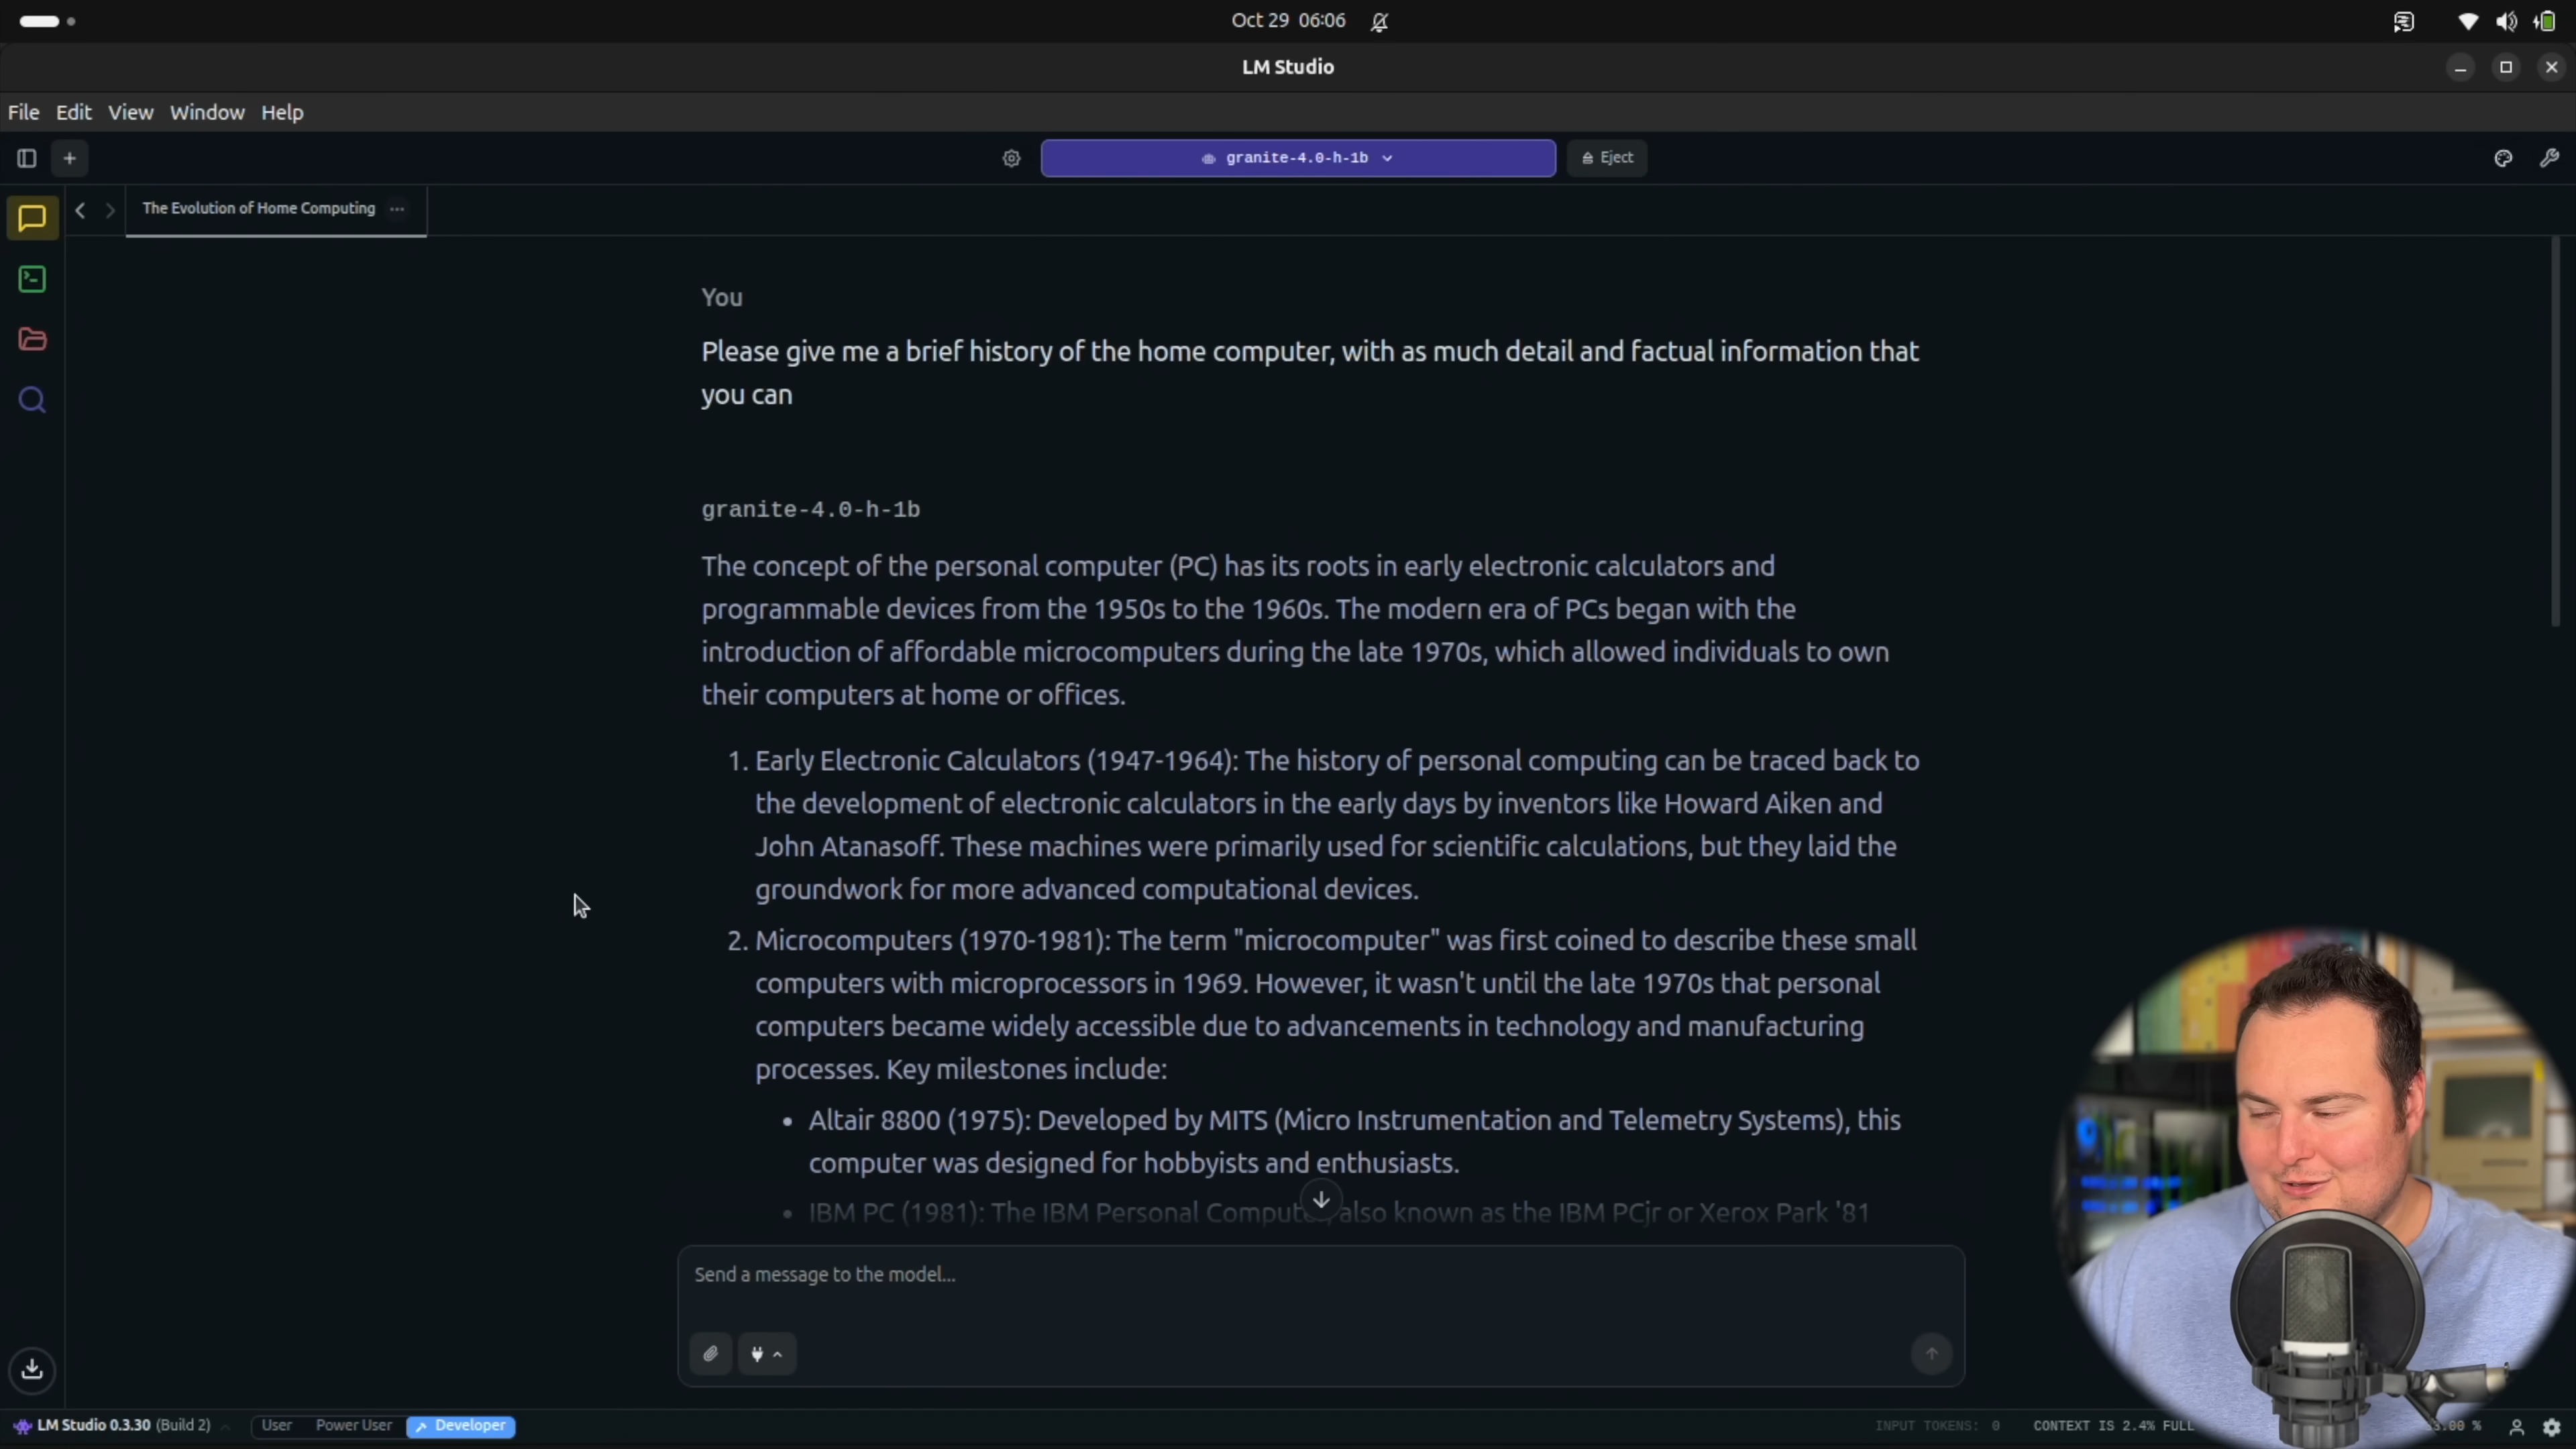 Oct 29 06:06
LM Studio
File Edit View Window Help
granite-4.0-h-1b
Eject
The Evolution of Home Computing
You
Please give me a brief history of the home computer, with as much detail and factual information that
you can
granite-4.0-h-1b
The concept of the personal computer (PC) has its roots in early electronic calculators and
programmable devices from the 1950s to the 1960s. The modern era of PCs began with the
introduction of affordable microcomputers during the late 1970s, which allowed individuals to own
their computers at home or offices.
1. Early Electronic Calculators (1947-1964): The history of personal computing can be traced back to
the development of electronic calculators in the early days by inventors like Howard Aiken and
John Atanasoff. These machines were primarily used for scientific calculations, but they laid the
groundwork for more advanced computational devices.
2. Microcomputers (1970-1981): The term "microcomputer" was first coined to describe these small
computers with microprocessors in 1969. However, it wasn't until the late 1970s that personal
computers became widely accessible due to advancements in technology and manufacturing
processes. Key milestones include:
• Altair 8800 (1975): Developed by MITS (Micro Instrumentation and Telemetry Systems), this
computer was designed for hobbyists and enthusiasts.
• IBM PC (1981): The IBM Personal Computer, also known as the IBM PCjr or Xerox Park '81
Send a message to the model...
LM Studio 0.3.30 (Build 2) User Power User Developer
INPUT TOKENS: 0 CONTEXT IS 2.4% FULL